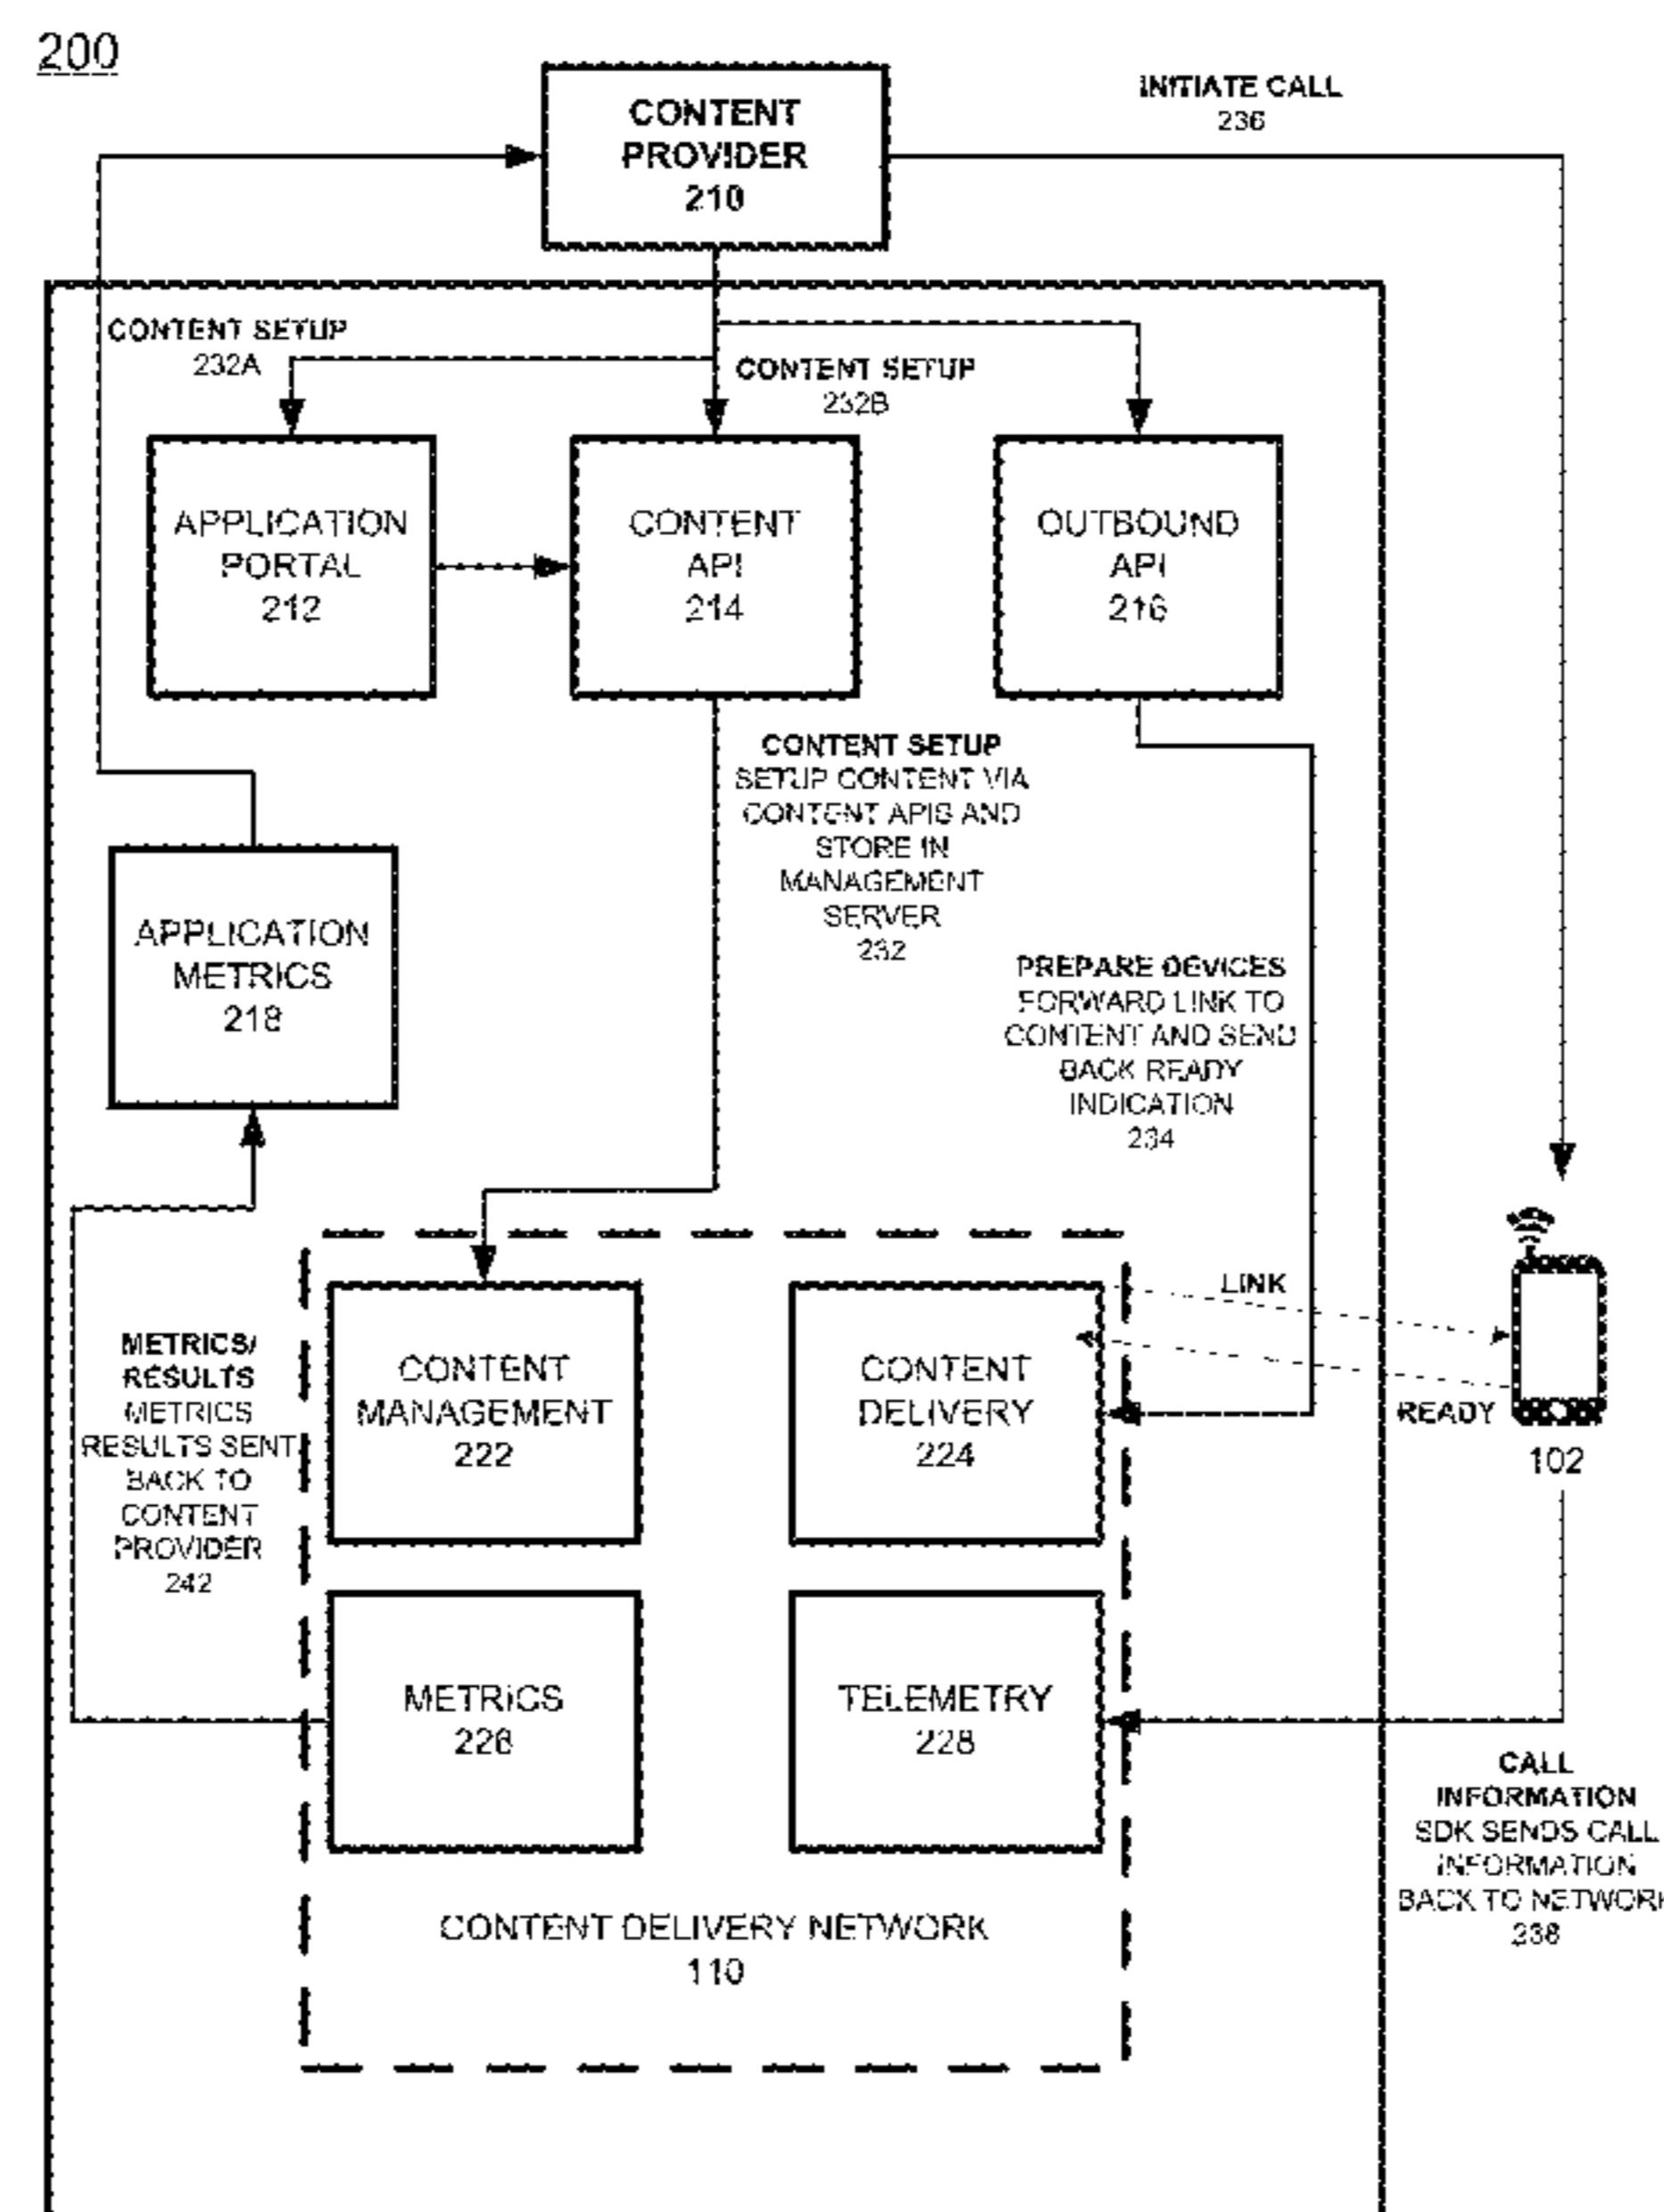 200
CONTENT
PROVIDER
210
INITIATE CALL
236
CONTENT SETUP
232A
CONTENT SETUP
232B
APPLICATION
PORTAL
212
CONTENT
API
214
OUTBOUND
API
216
CONTENT SETUP
SETUP CONTENT VIA
CONTENT APIS AND
STORE IN
MANAGEMENT
SERVER
232
APPLICATION
METRICS
218
PREPARE DEVICES
FORWARD LINK TO
CONTENT AND SEND
BACK READY
INDICATION
234
LINK
READY
102
METRICS/
RESULTS
METRICS
RESULTS SENT
BACK TO
CONTENT
PROVIDER
242
CONTENT
MANAGEMENT
222
CONTENT
DELIVERY
224
METRICS
226
TELEMETRY
228
CALL
INFORMATION
SDK SENDS CALL
INFORMATION
BACK TO NETWORK
238
CONTENT DELIVERY NETWORK
110